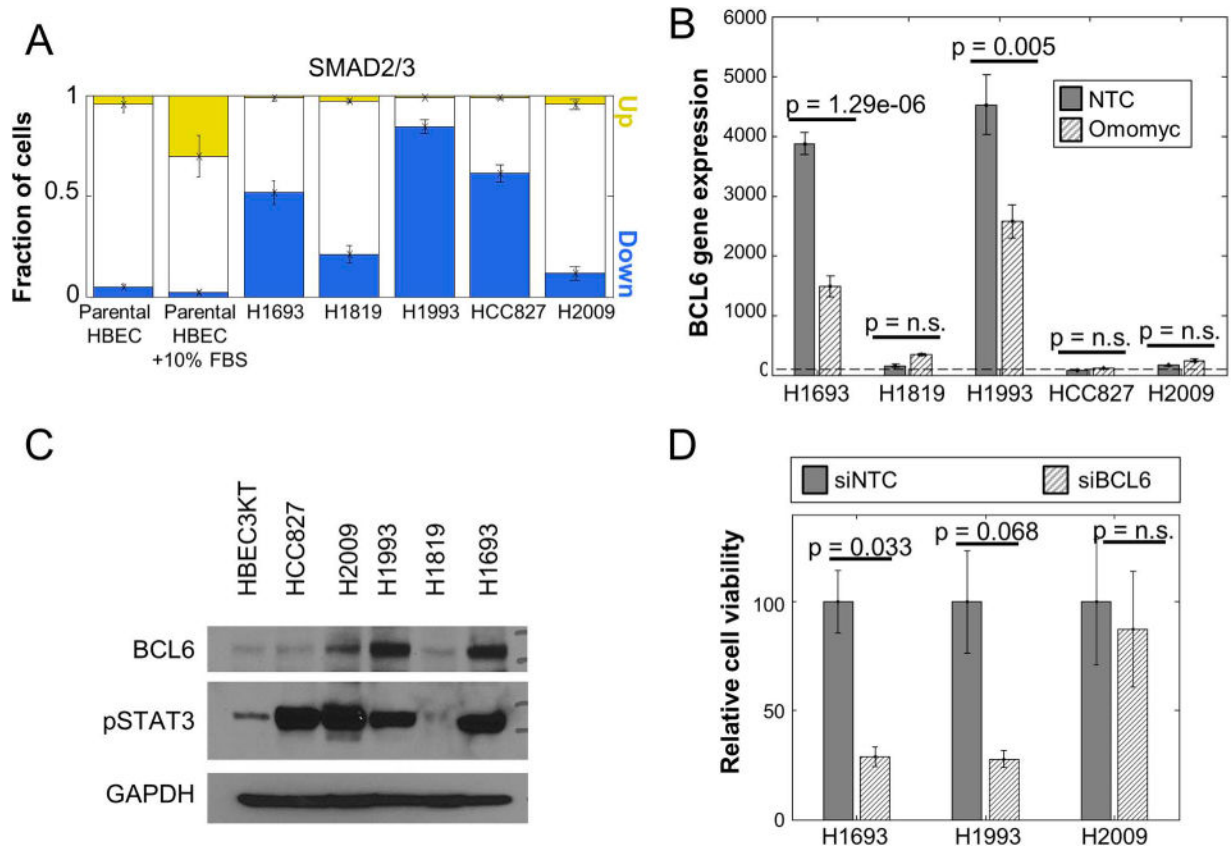 A
SMAD2/3
Fraction of cells
1
0.5
0
Up
Down
Parental HBEC
Parental HBEC +10% FBS
H1693
H1819
H1993
HCC827
H2009
B
BCL6 gene expression
6000
5000
4000
3000
2000
1000
0
p = 1.29e-06
p = n.s.
p = 0.005
p = n.s.
p = n.s.
NTC
Omomyc
H1693
H1819
H1993
HCC827
H2009
C
HBEC3KT
HCC827
H2009
H1993
H1819
H1693
BCL6
pSTAT3
GAPDH
D
siNTC
siBCL6
Relative cell viability
100
50
0
p = 0.033
p = 0.068
p = n.s.
H1693
H1993
H2009